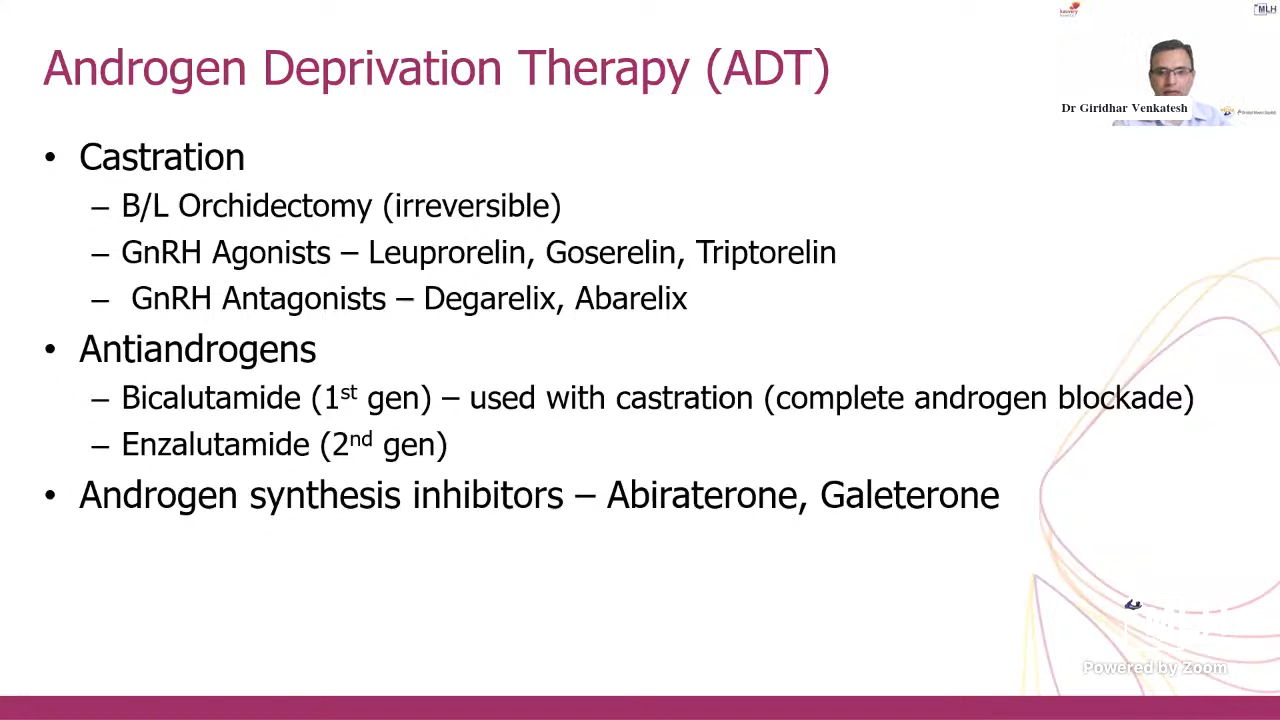 MLH
Androgen Deprivation Therapy (ADT)
Dr Giridhar Venkatesh
• Castration
– B/L Orchidectomy (irreversible)
– GnRH Agonists – Leuprorelin, Goserelin, Triptorelin
– GnRH Antagonists – Degarelix, Abarelix
• Antiandrogens
– Bicalutamide (1st gen) – used with castration (complete androgen blockade)
– Enzalutamide (2nd gen)
• Androgen synthesis inhibitors – Abiraterone, Galeterone
MLH
Powered by Zoom